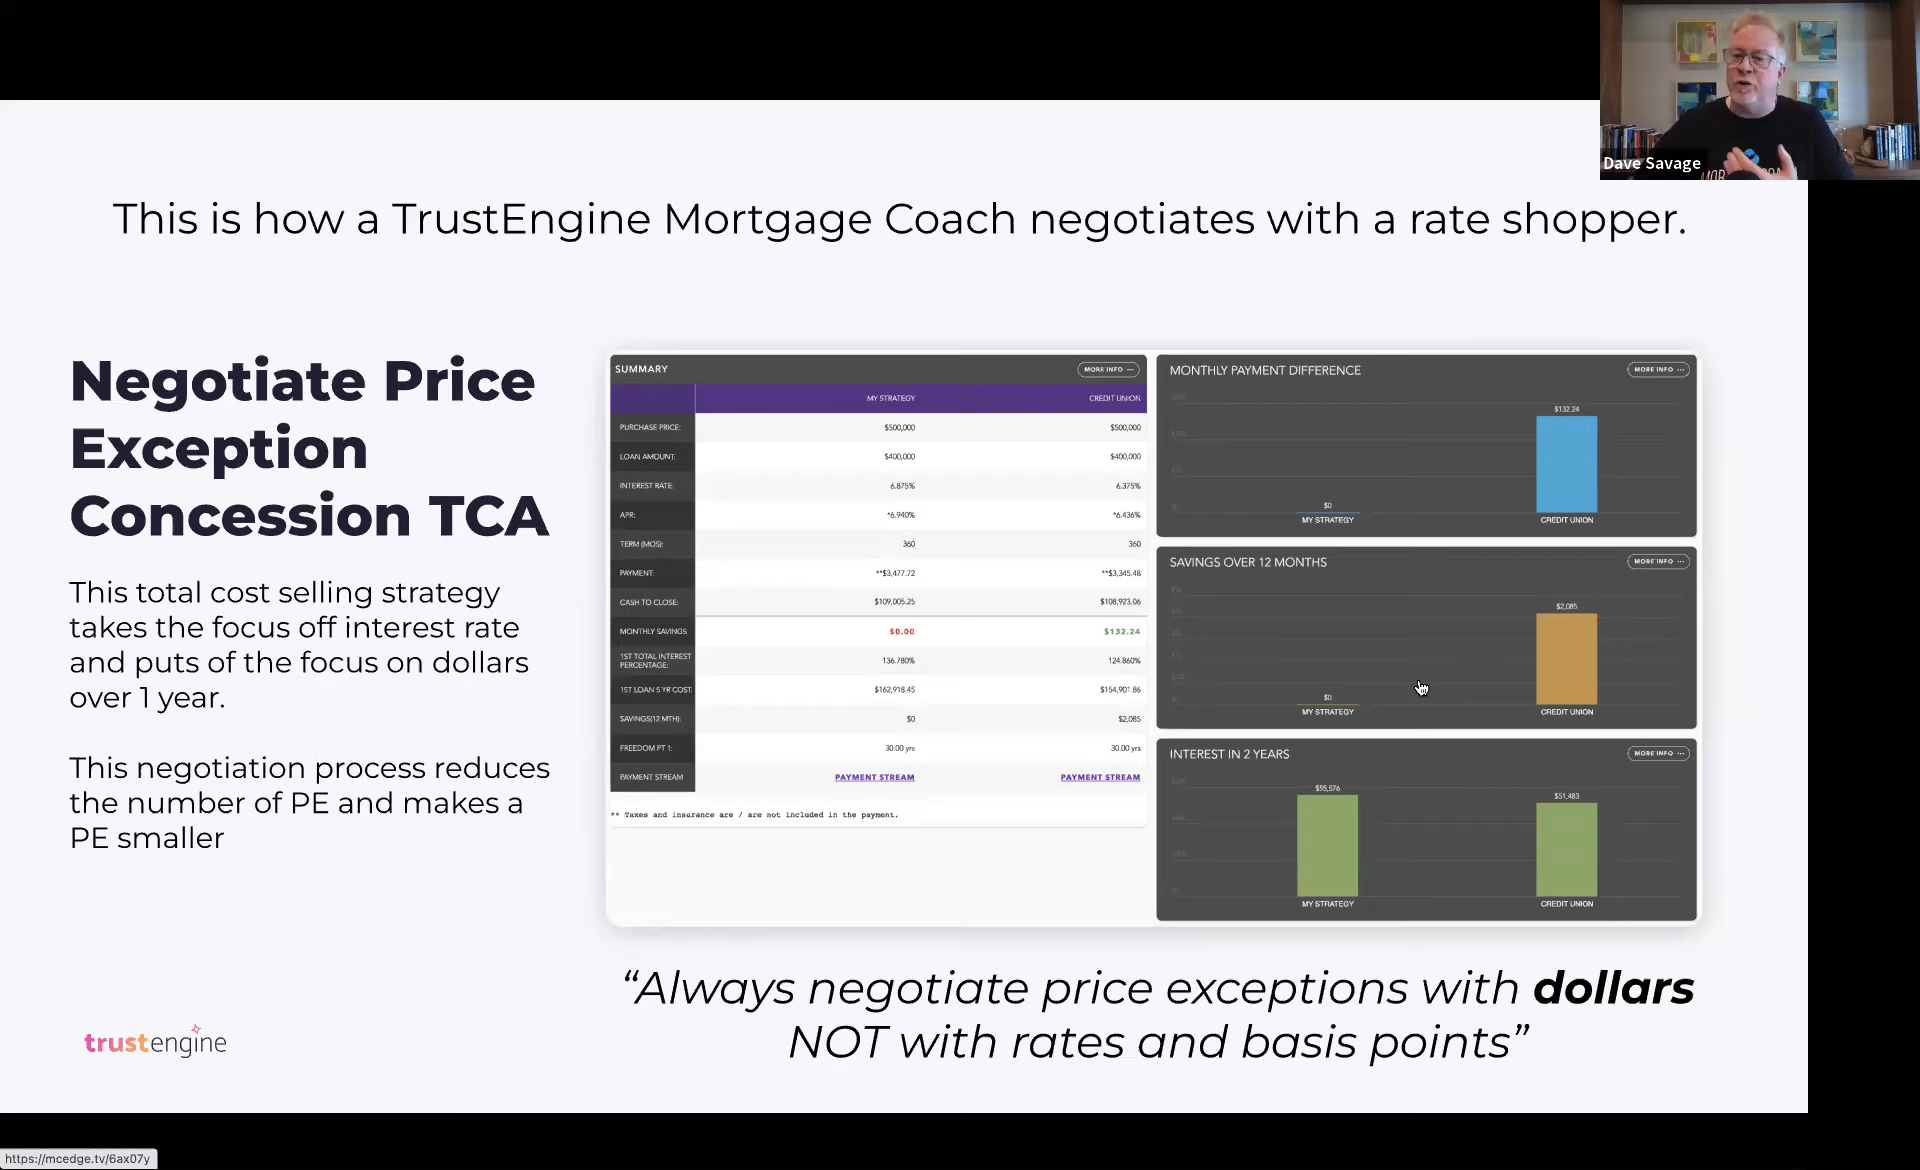 Dave Savage
This is how a TrustEngine Mortgage Coach negotiates with a rate shopper.
Negotiate Price
Exception
Concession TCA
This total cost selling strategy
takes the focus off interest rate
and puts of the focus on dollars
over 1 year.
This negotiation process reduces
the number of PE and makes a
PE smaller
SUMMARY MORE INFO ···
MY STRATEGY CREDIT UNION
PURCHASE PRICE: $500,000 $500,000
LOAN AMOUNT: $400,000 $400,000
INTEREST RATE: 6.875% 6.375%
APR: *6.940% *6.436%
TERM (MOS): 360 360
PAYMENT: **$3,477.72 **$3,345.48
CASH TO CLOSE: $109,005.25 $108,923.06
MONTHLY SAVINGS $0.00 $132.24
1ST TOTAL INTEREST
PERCENTAGE: 136.780% 124.860%
1ST LOAN 5 YR COST: $162,918.45 $154,901.86
SAVINGS(12 MTH): $0 $2,085
FREEDOM PT 1: 30.00 yrs 30.00 yrs
PAYMENT STREAM PAYMENT STREAM PAYMENT STREAM
** Taxes and insurance are / are not included in the payment.
MONTHLY PAYMENT DIFFERENCE MORE INFO ···
$132.24
$0
MY STRATEGY CREDIT UNION
SAVINGS OVER 12 MONTHS MORE INFO ···
$2,085
$0
MY STRATEGY CREDIT UNION
INTEREST IN 2 YEARS MORE INFO ···
$55,576 $51,483
MY STRATEGY CREDIT UNION
“Always negotiate price exceptions with dollars
NOT with rates and basis points”
trustengine
https://mcedge.tv/6ax07y